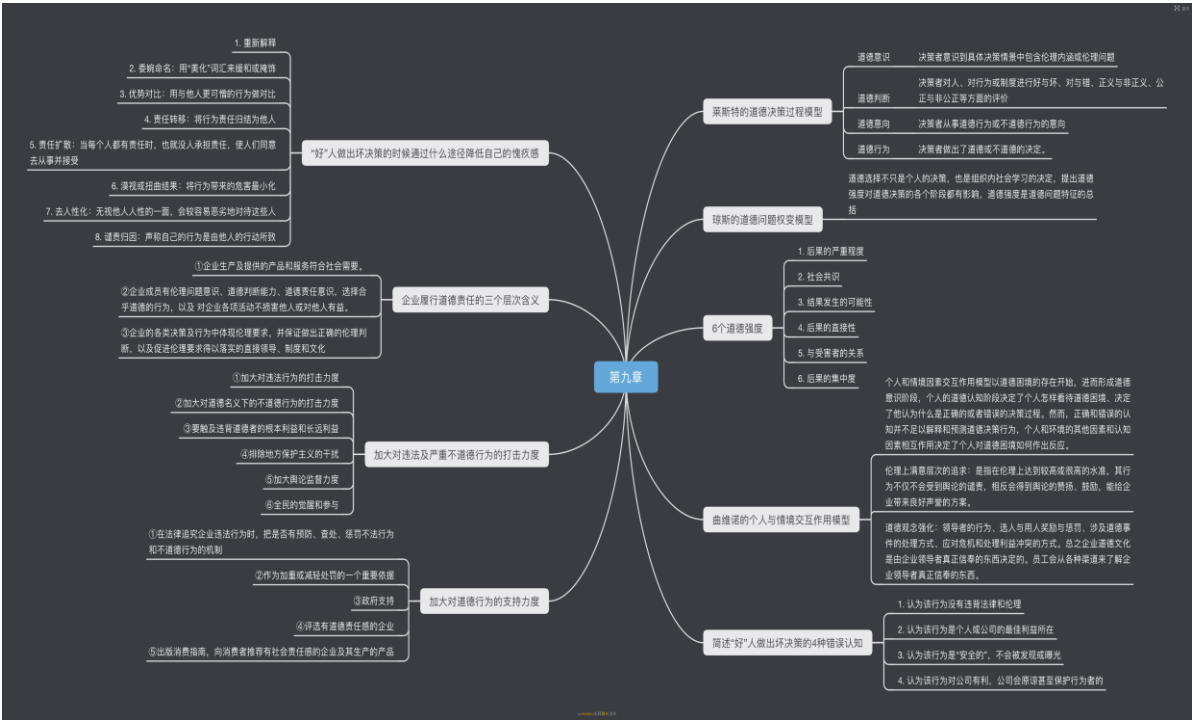 第九章
莱斯特的道德决策过程模型
道德意识
决策者意识到具体决策情景中包含伦理内涵或伦理问题
道德判断
决策者对人、对行为或制度进行好与坏、对与错、正义与非正义、公
正与非公正等方面的评价
道德意向
决策者从事道德行为或不道德行为的意向
道德行为
决策者做出了道德或不道德的决定。
琼斯的道德问题权变模型
道德选择不只是个人的决策，也是组织内社会学习的决定，提出道德
强度对道德决策的各个阶段都有影响，道德强度是道德问题特征的总
括
6个道德强度
1. 后果的严重程度
2. 社会共识
3. 结果发生的可能性
4. 后果的直接性
5. 与受害者的关系
6. 后果的集中度
曲维诺的个人与情境交互作用模型
个人和情境因素交互作用模型以道德困境的存在开始，进而形成道德
意识阶段，个人的道德认知阶段决定了个人怎样看待道德困境、决定
了他认为什么是正确的或者错误的决策过程。然而，正确和错误的认
知并不足以解释和预测道德决策行为，个人和环境的其他因素和认知
因素相互作用决定了个人对道德困境如何作出反应。
伦理上满意层次的追求：是指在伦理上达到较高或很高的水准，其行
为不仅不会受到舆论的谴责，相反会得到舆论的赞扬、鼓励，能给企
业带来良好声誉的方案。
道德观念强化：领导者的行为、选人与用人奖励与惩罚、涉及道德事
件的处理方式、应对危机和处理利益冲突的方式。总之企业道德文化
是由企业领导者真正信奉的东西决定的。员工会从各种渠道来了解企
业领导者真正信奉的东西。
简述“好”人做出坏决策的4种错误认知
1. 认为该行为没有违背法律和伦理
2. 认为该行为是个人或公司的最佳利益所在
3. 认为该行为是“安全的”，不会被发现或曝光
4. 认为该行为对公司有利，公司会原谅甚至保护行为者的
“好”人做出坏决策的时候通过什么途径降低自己的愧疚感
1. 重新解释
2. 委婉命名：用“美化”词汇来缓和或掩饰
3. 优势对比：用与他人更可憎的行为做对比
4. 责任转移：将行为责任归结为他人
5. 责任扩散：当每个人都有责任时，也就没人承担责任，使人们同意
去从事并接受
6. 漠视或扭曲结果：将行为带来的危害最小化
7. 去人性化：无视他人人性的一面，会较容易恶劣地对待这些人
8. 谴责归因：声称自己的行为是由他人的行动所致
企业履行道德责任的三个层次含义
①企业生产及提供的产品和服务符合社会需要。
②企业成员有伦理问题意识、道德判断能力、道德责任意识，选择合
乎道德的行为，以及 对企业各项活动不损害他人或对他人有益。
③企业的各类决策及行为中体现伦理要求，并保证做出正确的伦理判
断，以及促进伦理要求得以落实的直接领导、制度和文化
加大对违法及严重不道德行为的打击力度
①加大对违法行为的打击力度
②加大对道德名义下的不道德行为的打击力度
③要触及违背道德者的根本利益和长远利益
④排除地方保护主义的干扰
⑤加大舆论监督力度
⑥全民的觉醒和参与
加大对道德行为的支持力度
①在法律追究企业违法行为时，把是否有预防、查处、惩罚不法行为
和不道德行为的机制
②作为加重或减轻处罚的一个重要依据
③政府支持
④评选有道德责任感的企业
⑤出版消费指南，向消费者推荐有社会责任感的企业及其生产的产品